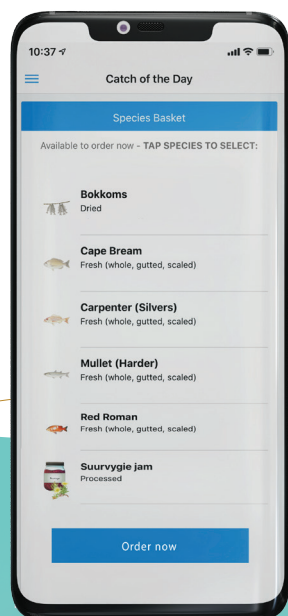 10:37
Catch of the Day
Species Basket
Available to order now - TAP SPECIES TO SELECT:
Bokkoms
Dried
Cape Bream
Fresh (whole, gutted, scaled)
Carpenter (Silvers)
Fresh (whole, gutted, scaled)
Mullet (Harder)
Fresh (whole, gutted, scaled)
Red Roman
Fresh (whole, gutted, scaled)
Suurvygie jam
Processed
Order now